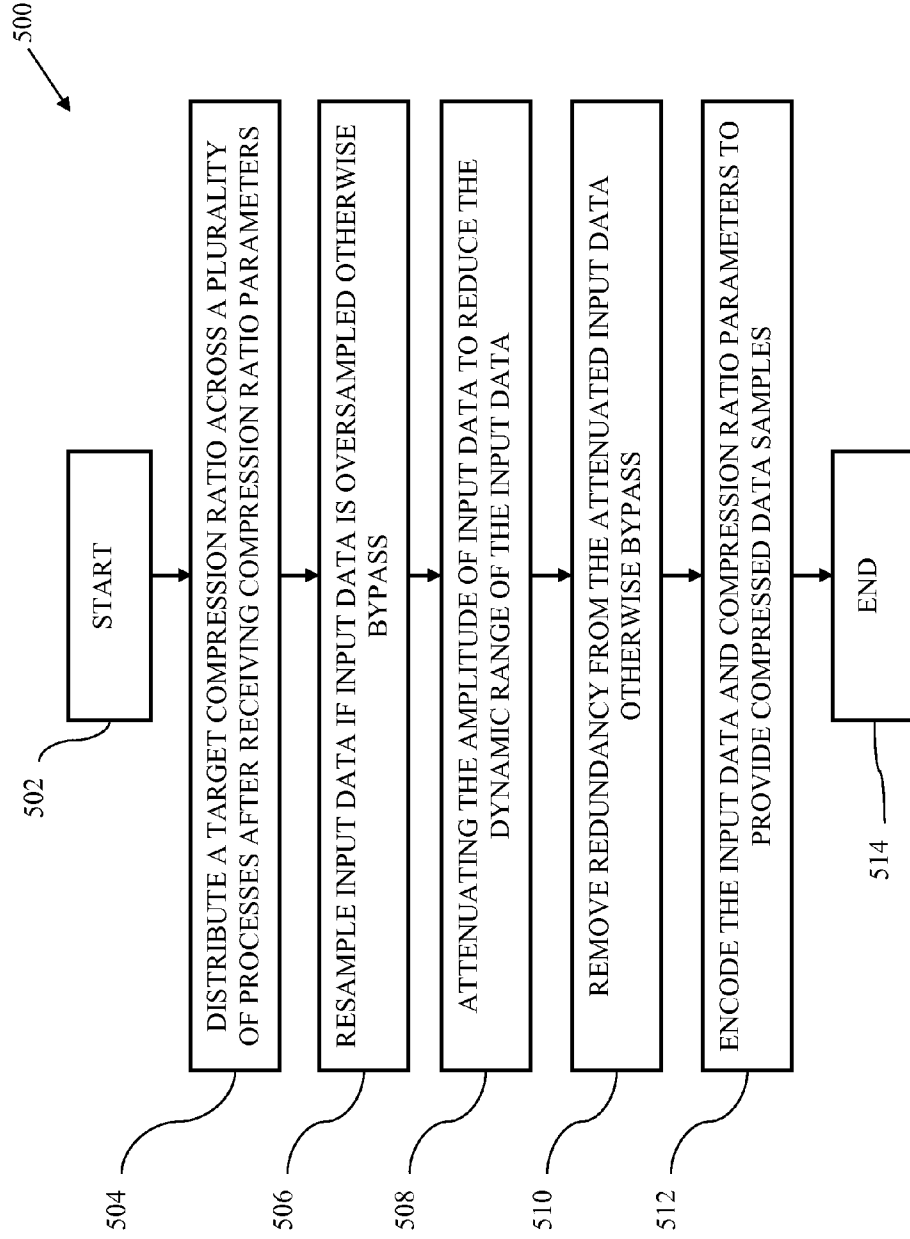 500
START
502
DISTRIBUTE A TARGET COMPRESSION RATIO ACROSS A PLURALITY
OF PROCESSES AFTER RECEIVING COMPRESSION RATIO PARAMETERS
504
RESAMPLE INPUT DATA IF INPUT DATA IS OVERSAMPLED OTHERWISE
BYPASS
506
ATTENUATING THE AMPLITUDE OF INPUT DATA TO REDUCE THE
DYNAMIC RANGE OF THE INPUT DATA
508
REMOVE REDUNDANCY FROM THE ATTENUATED INPUT DATA
OTHERWISE BYPASS
510
ENCODE THE INPUT DATA AND COMPRESSION RATIO PARAMETERS TO
PROVIDE COMPRESSED DATA SAMPLES
512
END
514